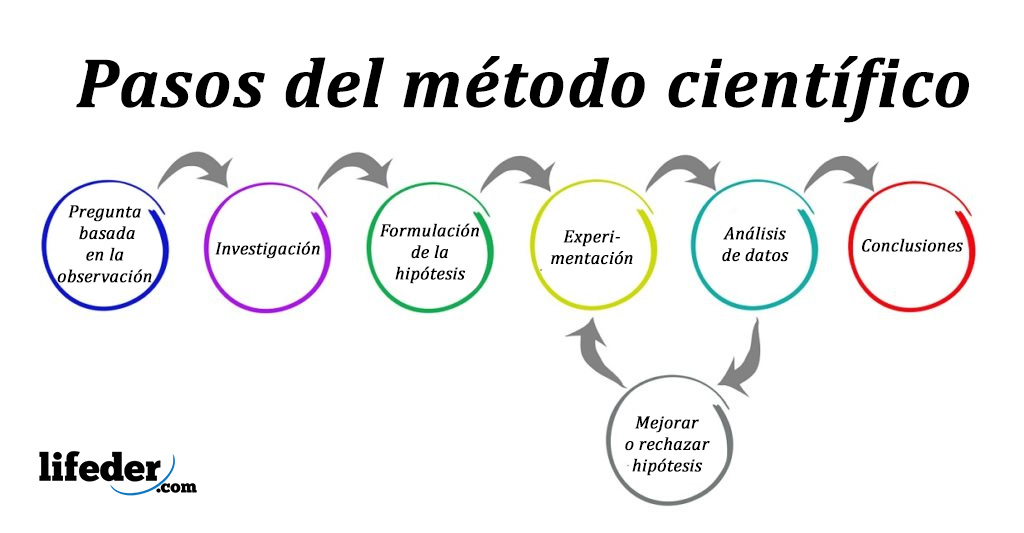 Pasos del método científico
Pregunta
basada
en la
observación
Investigación
Formulación
de la
hipótesis
Experi-
mentación
Análisis
de datos
Conclusiones
Mejorar
o rechazar
hipótesis
lifeder.com